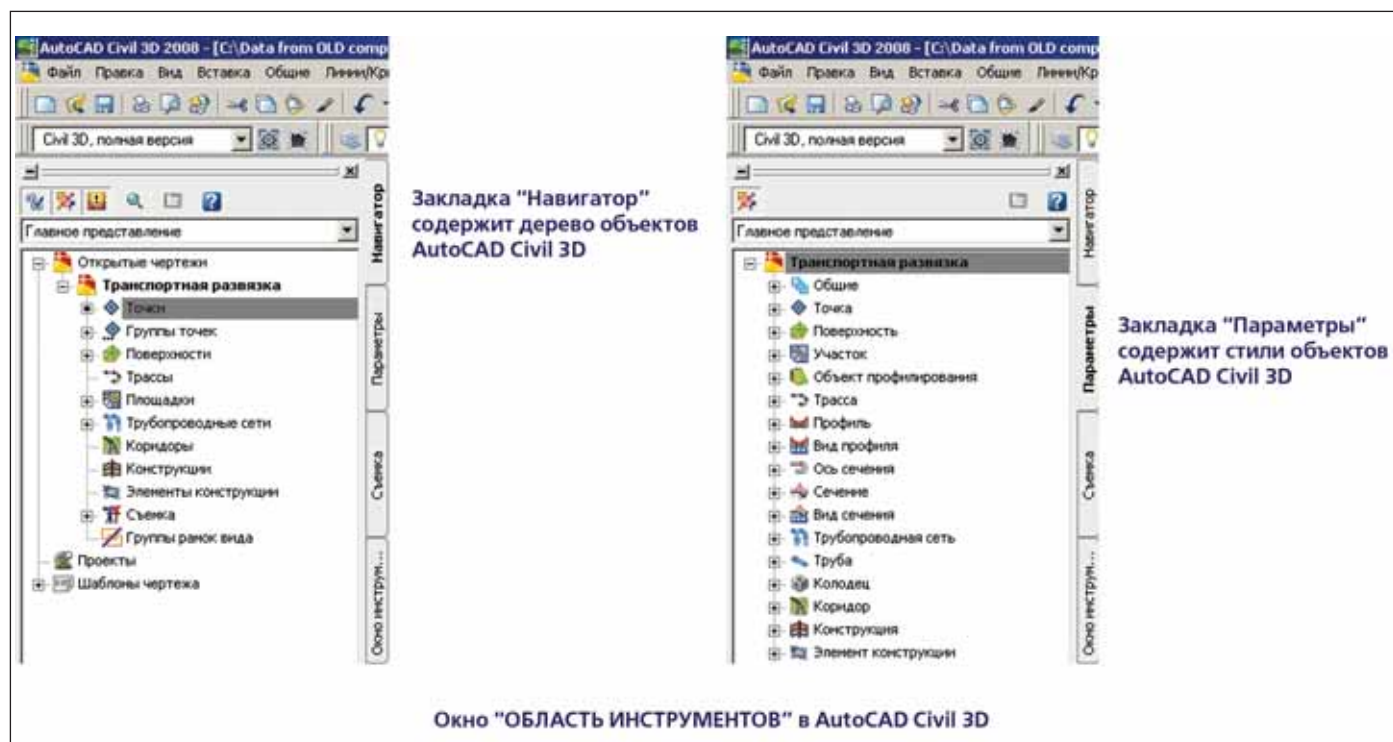 AutoCAD Civil 3D 2008 - [C:\Data from OLD comp
Файл Правка Вид Вставка Общие Линии/Кри
Civil 3D, полная версия
Главное представление
Открытые чертежи
Транспортная развязка
Точки
Группы точек
Поверхности
Трассы
Площадки
Трубопроводные сети
Коридоры
Конструкции
Элементы конструкции
Съемка
Группы рамок вида
Проекты
Шаблоны чертежа
Навигатор
Параметры
Съемка
Окно инструм...
Закладка "Навигатор"
содержит дерево объектов
AutoCAD Civil 3D
AutoCAD Civil 3D 2008 - [C:\Data from OLD comp
Файл Правка Вид Вставка Общие Линии/Кр
Civil 3D, полная версия
Главное представление
Транспортная развязка
Общие
Точка
Поверхность
Участок
Объект профилирования
Трасса
Профиль
Вид профиля
Ось сечения
Сечение
Вид сечения
Трубопроводная сеть
Труба
Колодец
Коридор
Конструкция
Элемент конструкции
Навигатор
Параметры
Съемка
Окно инструм...
Закладка "Параметры"
содержит стили объектов
AutoCAD Civil 3D
Окно "ОБЛАСТЬ ИНСТРУМЕНТОВ" в AutoCAD Civil 3D